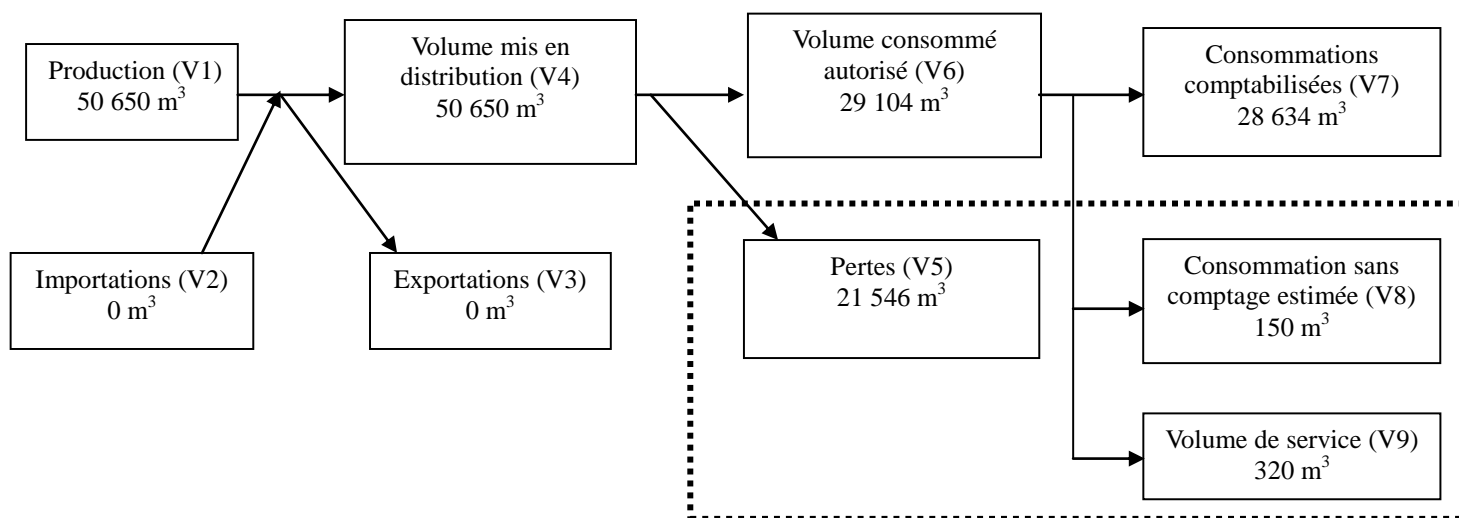 Production (V1)
50 650 m³
Volume mis en
distribution (V4)
50 650 m³
Volume consommé
autorisé (V6)
29 104 m³
Consommations
comptabilisées (V7)
28 634 m³
Importations (V2)
0 m³
Exportations (V3)
0 m³
Pertes (V5)
21 546 m³
Consommation sans
comptage estimée (V8)
150 m³
Volume de service (V9)
320 m³